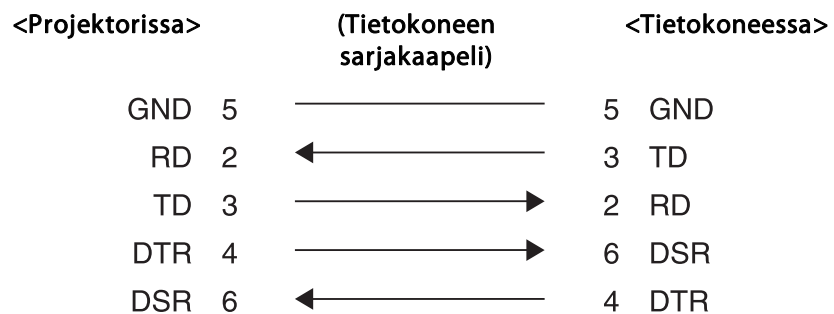 <Projektorissa> (Tietokoneen sarjakaapeli) <Tietokoneessa>
GND 5 5 GND
RD 2 3 TD
TD 3 2 RD
DTR 4 6 DSR
DSR 6 4 DTR